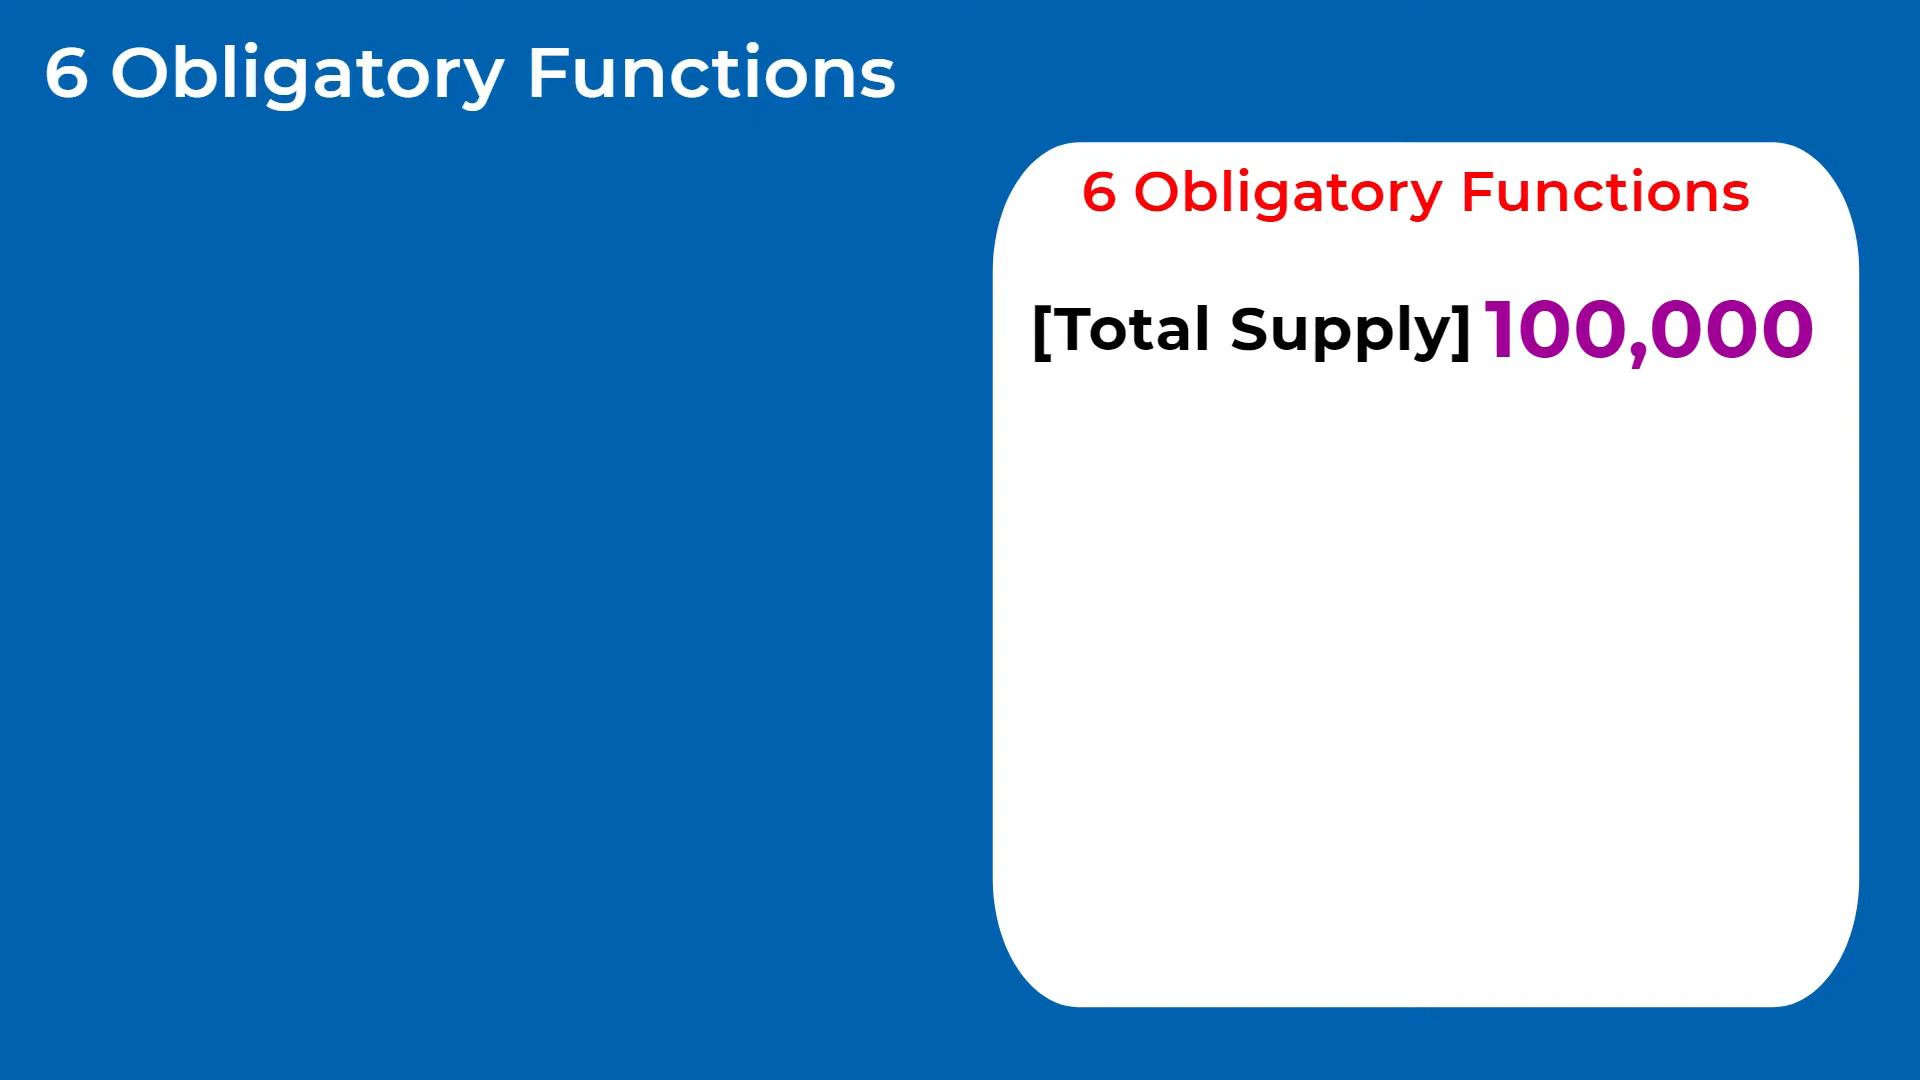 6 Obligatory Functions
6 Obligatory Functions
[Total Supply] 100,000